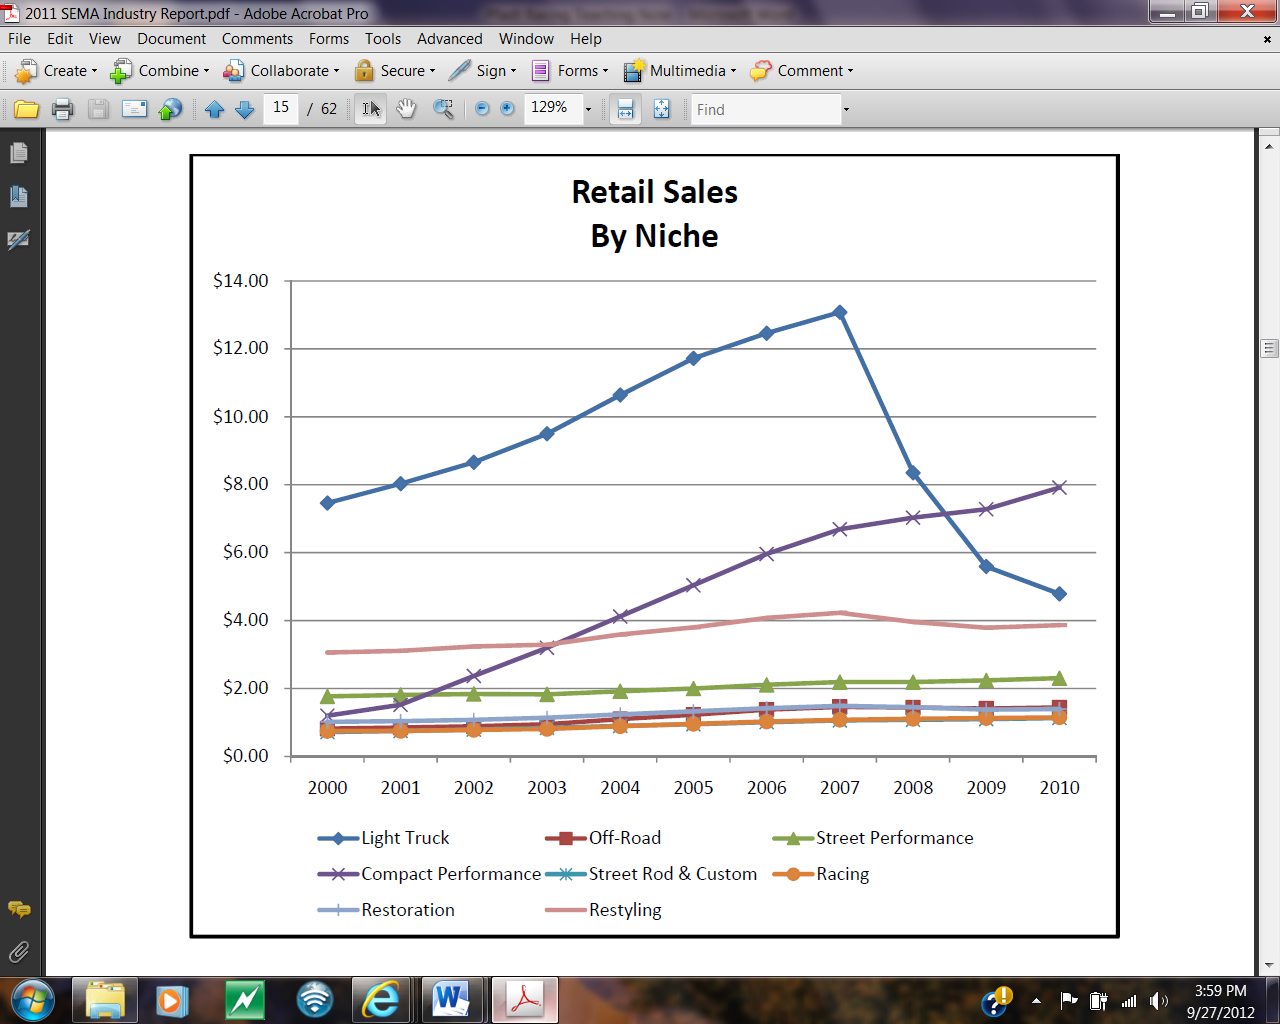 2011 SEMA Industry Report.pdf - Adobe Acrobat Pro
File Edit View Document Comments Forms Tools Advanced Window Help
Create Combine Collaborate Secure Sign Forms Multimedia Comment
15 / 62 129% Find
Retail Sales
By Niche
$14.00
$12.00
$10.00
$8.00
$6.00
$4.00
$2.00
$0.00
2000 2001 2002 2003 2004 2005 2006 2007 2008 2009 2010
Light Truck Off-Road Street Performance
Compact Performance Street Rod & Custom Racing
Restoration Restyling
3:59 PM
9/27/2012